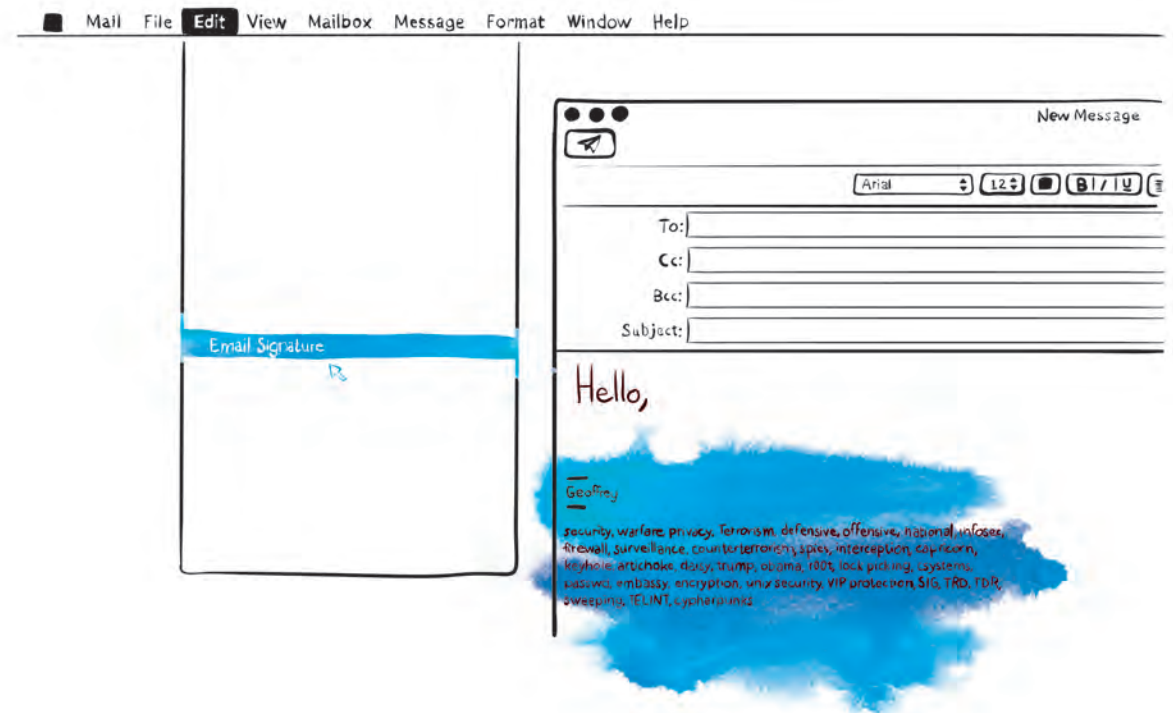 Mail File Edit View Mailbox Message Format Window Help
New Message
Arial 12 B I U
To:
Cc:
Bcc:
Subject:
Email Signature
Hello,
Geoffrey
security, warfare, privacy, Terrorism, defensive, offensive, national, infosec,
firewall, surveillance, counterterrorism, spies, interception, capricorn,
keyhole, artichoke, daisy, trump, obama, root, lock picking, Lsystems,
passwd, embassy, encryption, unix security, VIP protection, SIG, TRD, TDR,
sweeping, TELINT, cypherpunks